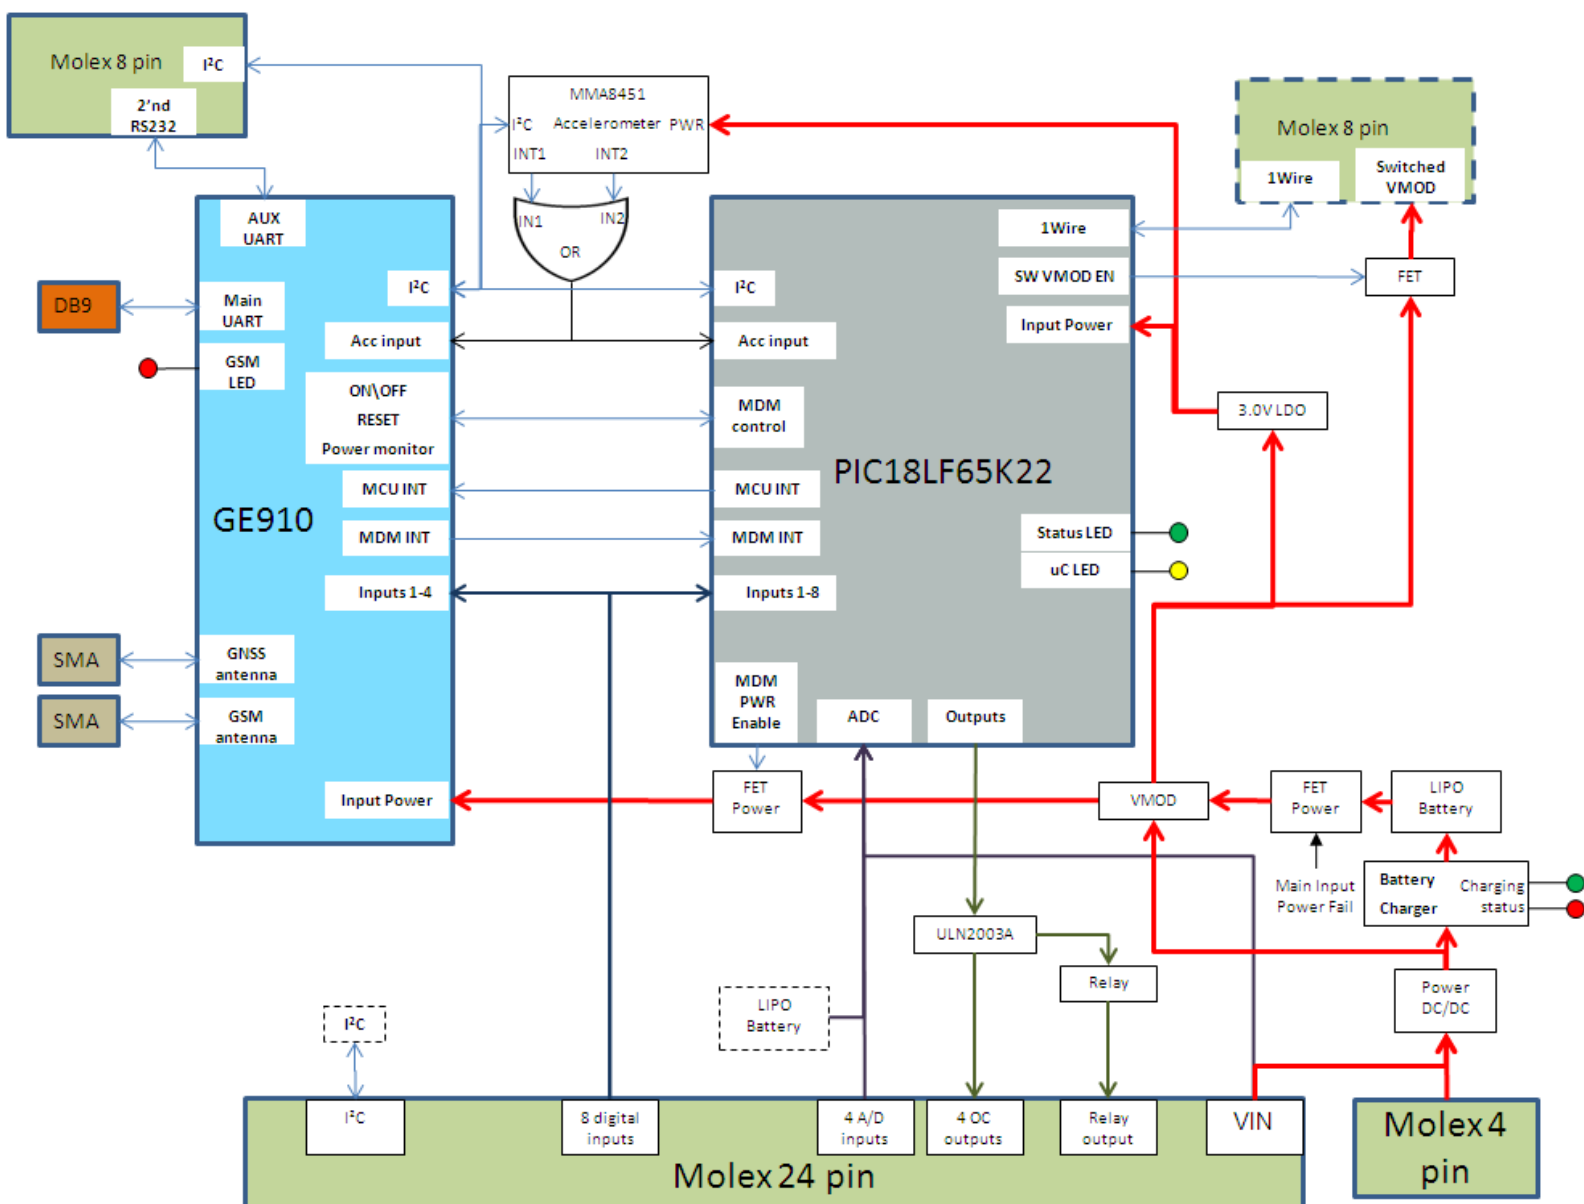 Molex 8 pin
I²C
2'nd
RS232
MMA8451
I²C
Accelerometer
PWR
INT1
INT2
IN1
IN2
OR
Molex 8 pin
1Wire
Switched
VMOD
AUX
UART
I²C
DB9
Main
UART
Acc input
GSM
LED
ON\OFF
RESET
Power monitor
MCU INT
GE910
MDM INT
Inputs 1-4
SMA
GNSS
antenna
SMA
GSM
antenna
Input Power
1Wire
I²C
SW VMOD EN
Input Power
Acc input
MDM
control
PIC18LF65K22
MCU INT
MDM INT
Status LED
uC LED
Inputs 1-8
MDM
PWR
Enable
ADC
Outputs
FET
3.0V LDO
FET
Power
VMOD
FET
Power
LIPO
Battery
Main Input
Power Fail
Battery
Charger
Charging
status
ULN2003A
Relay
Power
DC/DC
LIPO
Battery
I²C
I²C
8 digital
inputs
4 A/D
inputs
4 OC
outputs
Relay
output
VIN
Molex 24 pin
Molex 4
pin